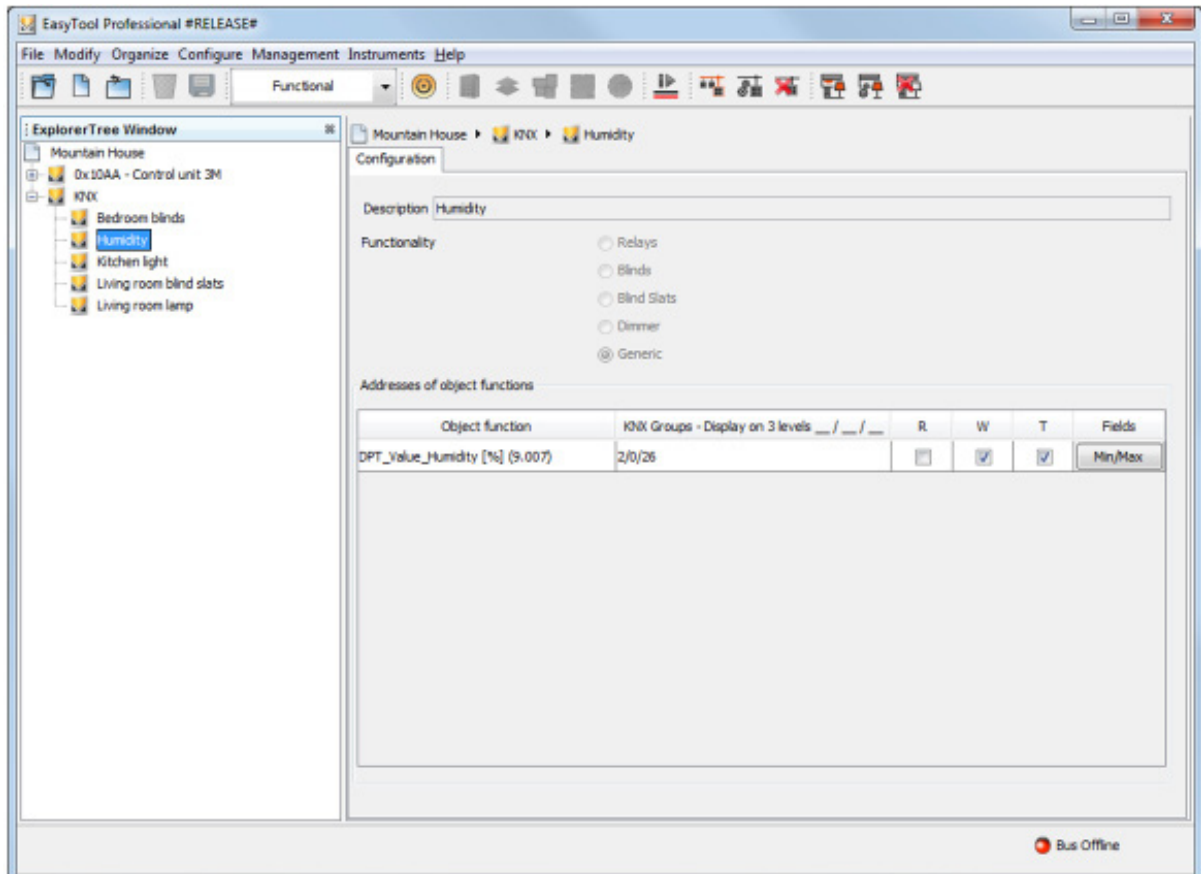 EasyTool Professional #RELEASE#
File Modify Organize Configure Management Instruments Help
Functional
ExplorerTree Window
Mountain House
0x10AA - Control unit 3M
KNX
Bedroom blinds
Humidity
Kitchen light
Living room blind slats
Living room lamp
Mountain House KNX Humidity
Configuration
Description Humidity
Functionality Relays
Blinds
Blind Slats
Dimmer
Generic
Addresses of object functions
Object function KNX Groups - Display on 3 levels __ / __ / __ R W T Fields
DPT_Value_Humidity [%] (9.007) 2/0/26 Min/Max
Bus Offline